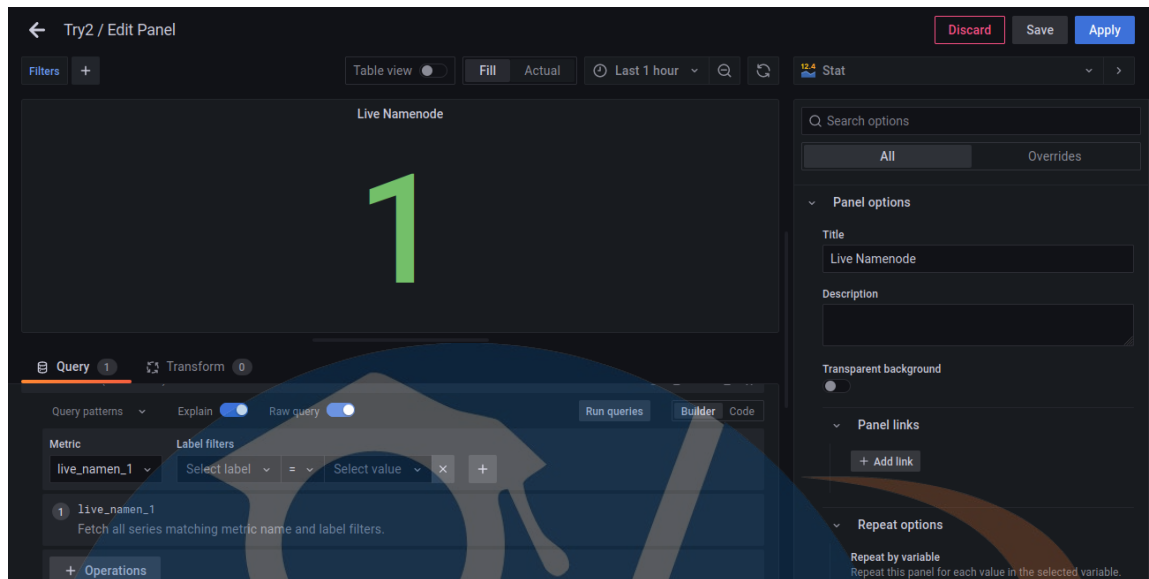 Try2 / Edit Panel
Discard
Save
Apply
Filters
+
Table view
Fill
Actual
Last 1 hour
12.4
Stat
Live Namenode
1
Search options
All
Overrides
Panel options
Title
Live Namenode
Description
Transparent background
Panel links
+ Add link
Repeat options
Repeat by variable
Repeat this panel for each value in the selected variable.
Query 1
Transform 0
Query patterns
Explain
Raw query
Run queries
Builder
Code
Metric
Label filters
live_namen_1
Select label
=
Select value
×
+
1 live_namen_1
Fetch all series matching metric name and label filters.
+ Operations